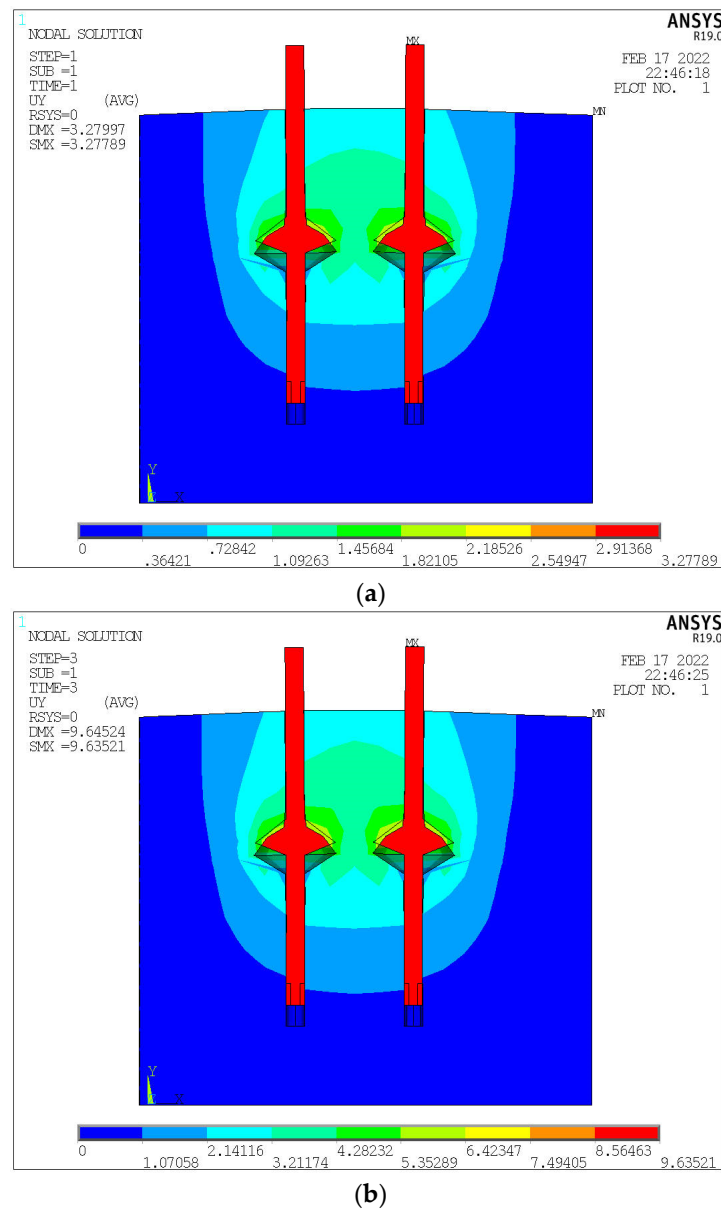 1
ANSYS
R19.0
NODAL SOLUTION
STEP=1
SUB =1
TIME=1
UY (AVG)
RSYS=0
DMX =3.27997
SMX =3.27789
FEB 17 2022
22:46:18
PLOT NO. 1
MX
MN
Y
X
0 .72842 1.45684 2.18526 2.91368
.36421 1.09263 1.82105 2.54947 3.27789
(a)
1
ANSYS
R19.0
NODAL SOLUTION
STEP=3
SUB =1
TIME=3
UY (AVG)
RSYS=0
DMX =9.64524
SMX =9.63521
FEB 17 2022
22:46:25
PLOT NO. 1
MX
MN
Y
X
0 2.14116 4.28232 6.42347 8.56463
1.07058 3.21174 5.35289 7.49405 9.63521
(b)